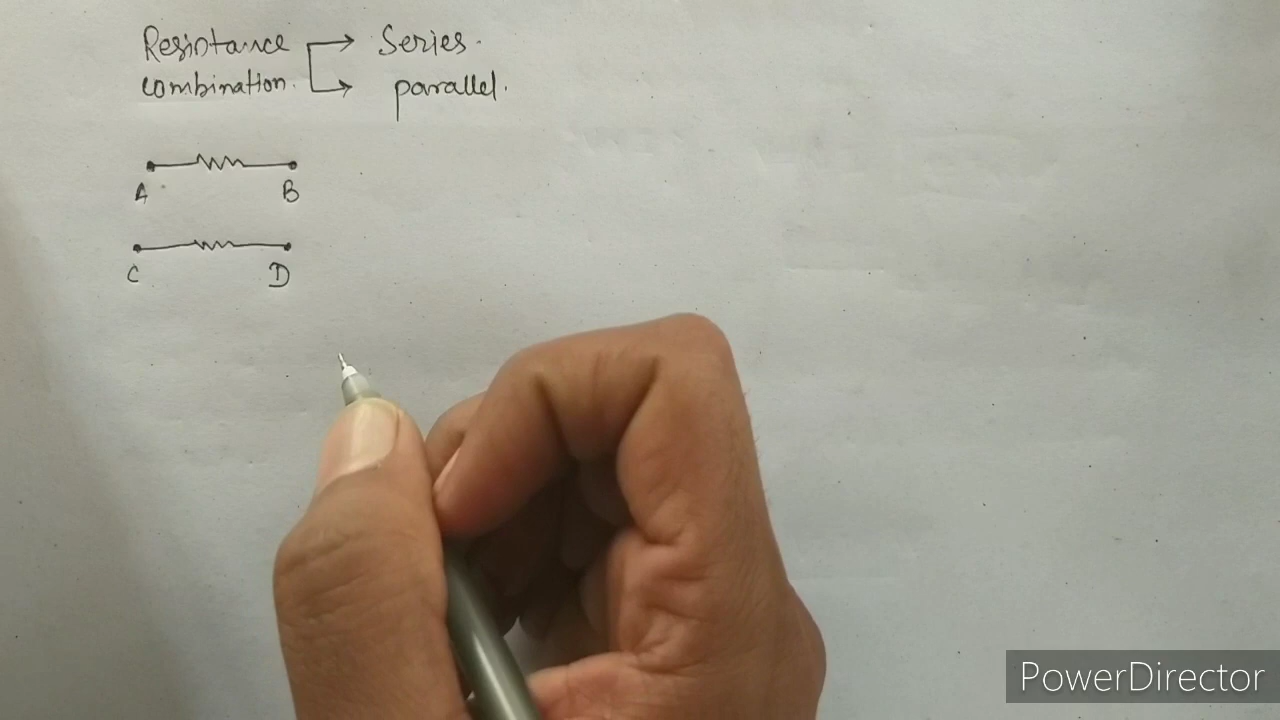 Resistance → Series.
combination. → parallel.
A B
C D
PowerDirector